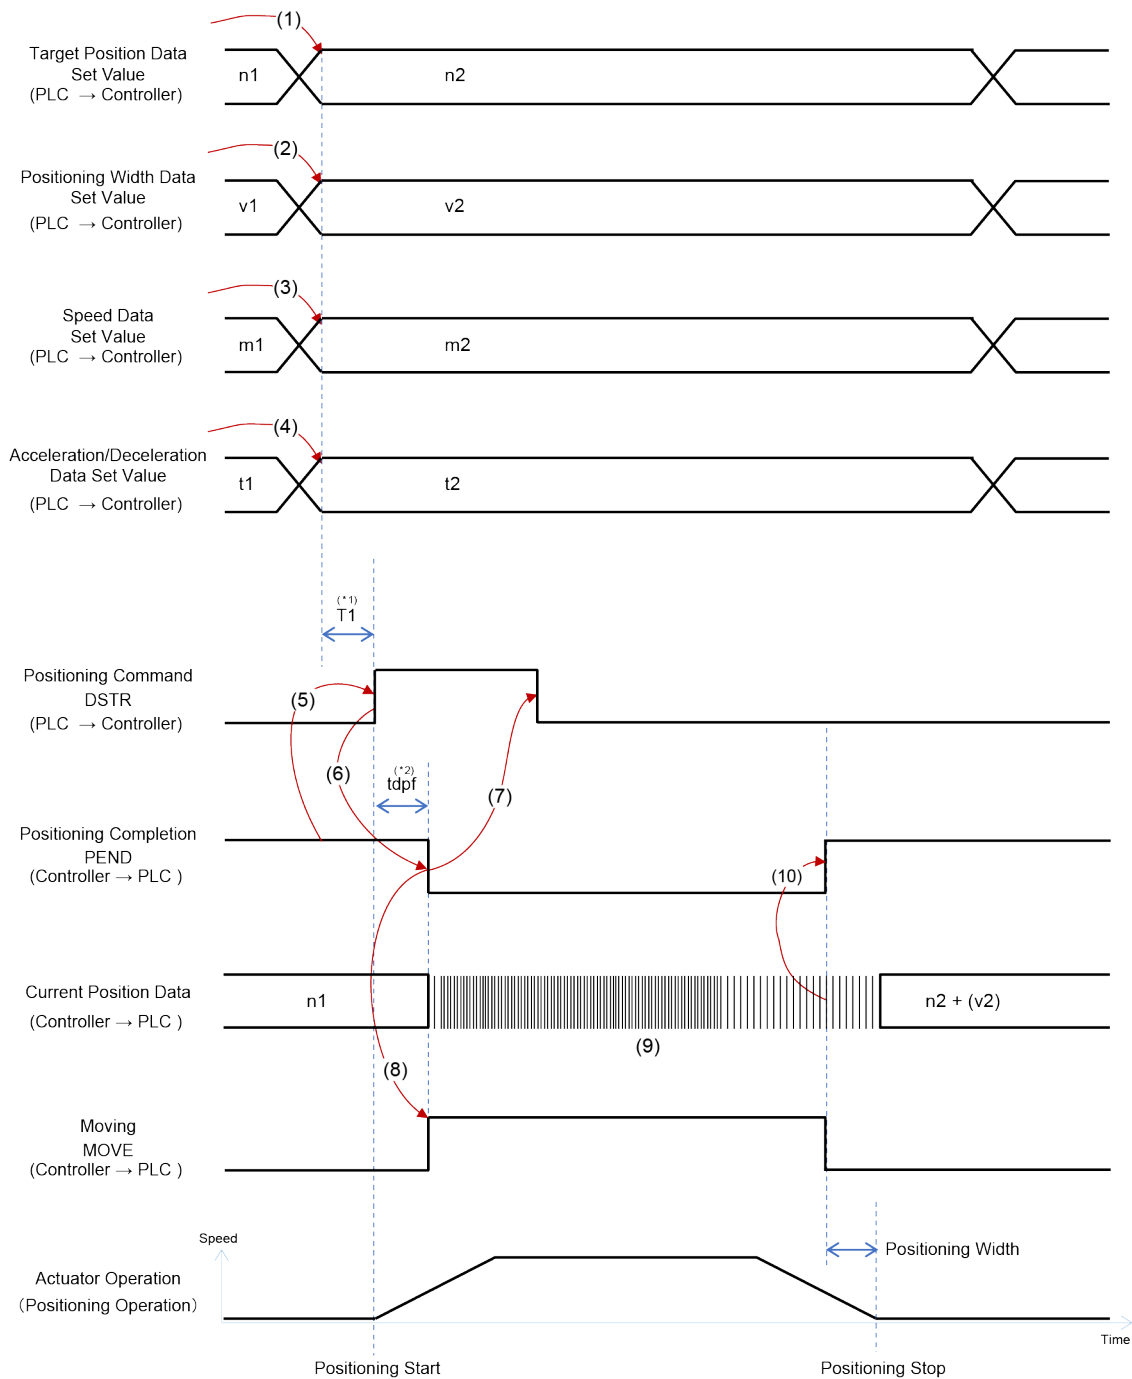 (1)
Target Position Data
Set Value
(PLC → Controller)
n1
n2
(2)
Positioning Width Data
Set Value
(PLC → Controller)
v1
v2
(3)
Speed Data
Set Value
(PLC → Controller)
m1
m2
(4)
Acceleration/Deceleration
Data Set Value
(PLC → Controller)
t1
t2
(*1)
T1
Positioning Command
DSTR
(PLC → Controller)
(5)
(6)
(*2)
tdpf
(7)
Positioning Completion
PEND
(Controller → PLC )
(10)
Current Position Data
(Controller → PLC )
n1
n2 + (v2)
(9)
(8)
Moving
MOVE
(Controller → PLC )
Speed
Positioning Width
Actuator Operation
(Positioning Operation)
Time
Positioning Start
Positioning Stop